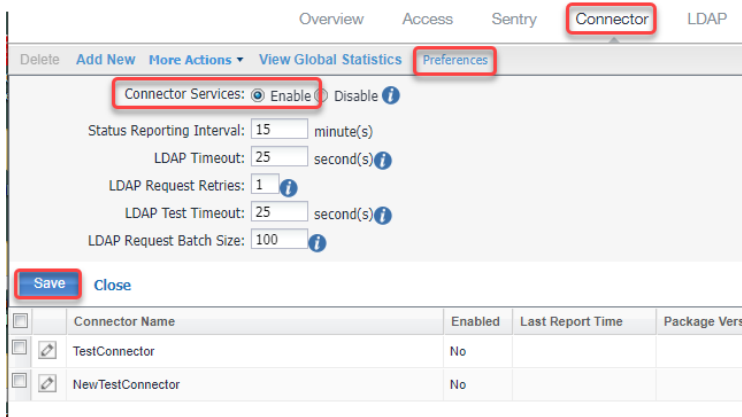 Overview Access Sentry Connector LDAP
Delete Add New More Actions View Global Statistics Preferences
Connector Services: Enable Disable
Status Reporting Interval: 15 minute(s)
LDAP Timeout: 25 second(s)
LDAP Request Retries: 1
LDAP Test Timeout: 25 second(s)
LDAP Request Batch Size: 100
Save Close
Connector Name Enabled Last Report Time Package Vers
TestConnector No
NewTestConnector No